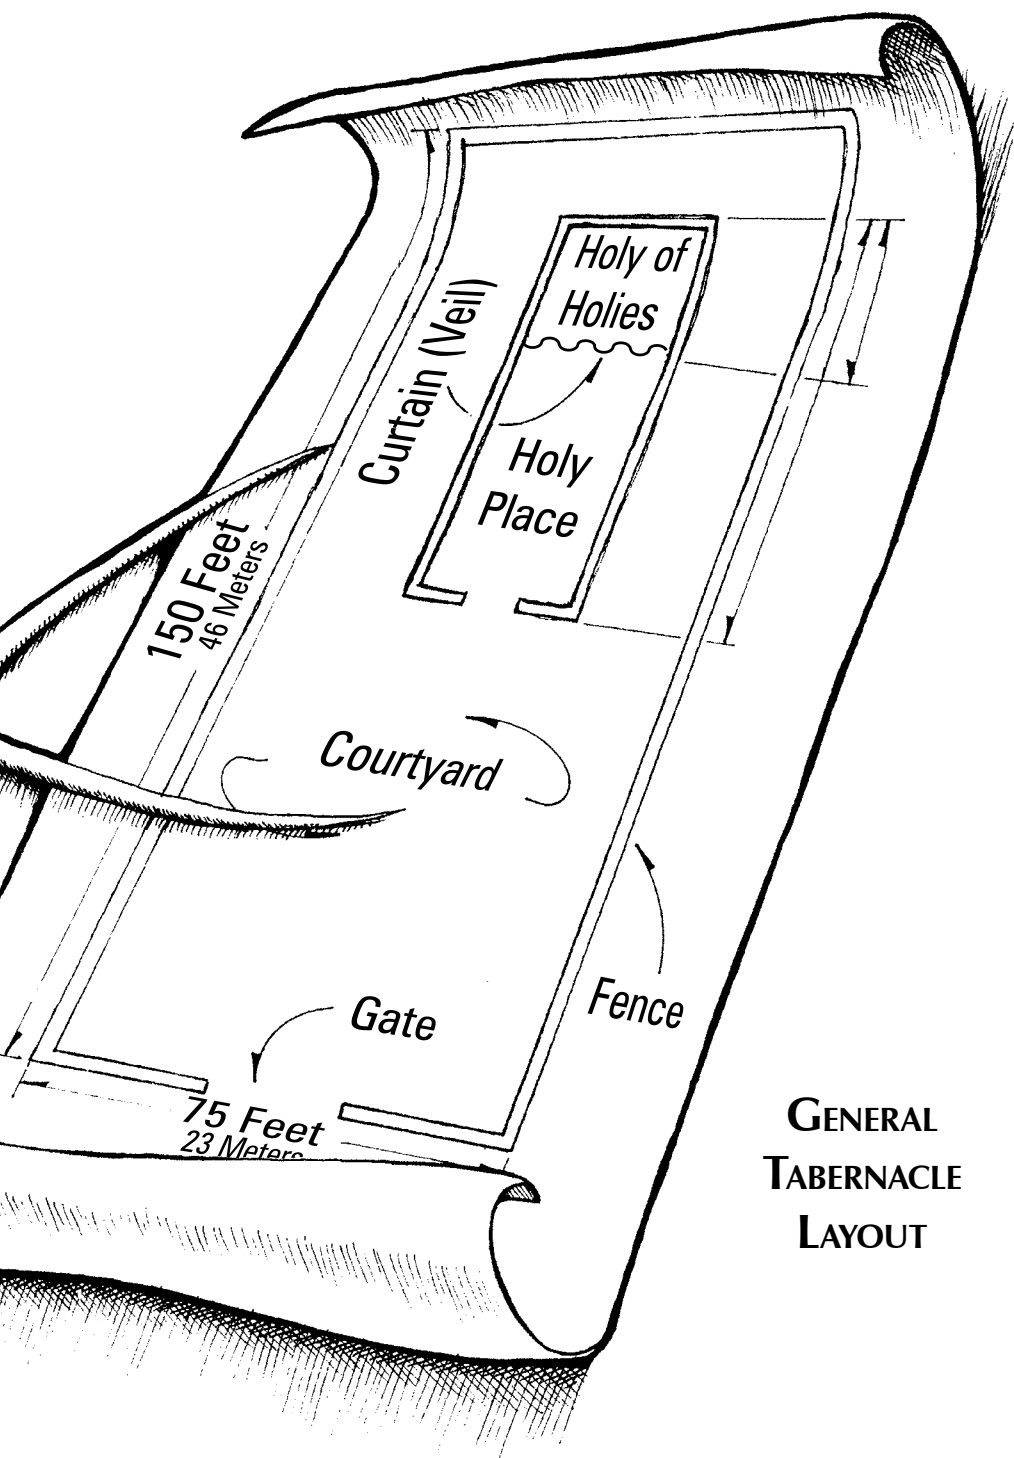 Holy of
Holies
Curtain (Veil)
Holy
Place
150 Feet
46 Meters
Courtyard
Fence
Gate
75 Feet
23 Meters
General
Tabernacle
Layout